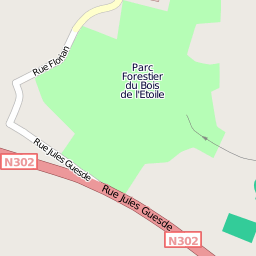 Rue Florian
Parc
Forestier
du Bois
de l'Etoile
Rue Jules Guesde
N302
Rue Jules Guesde
N302